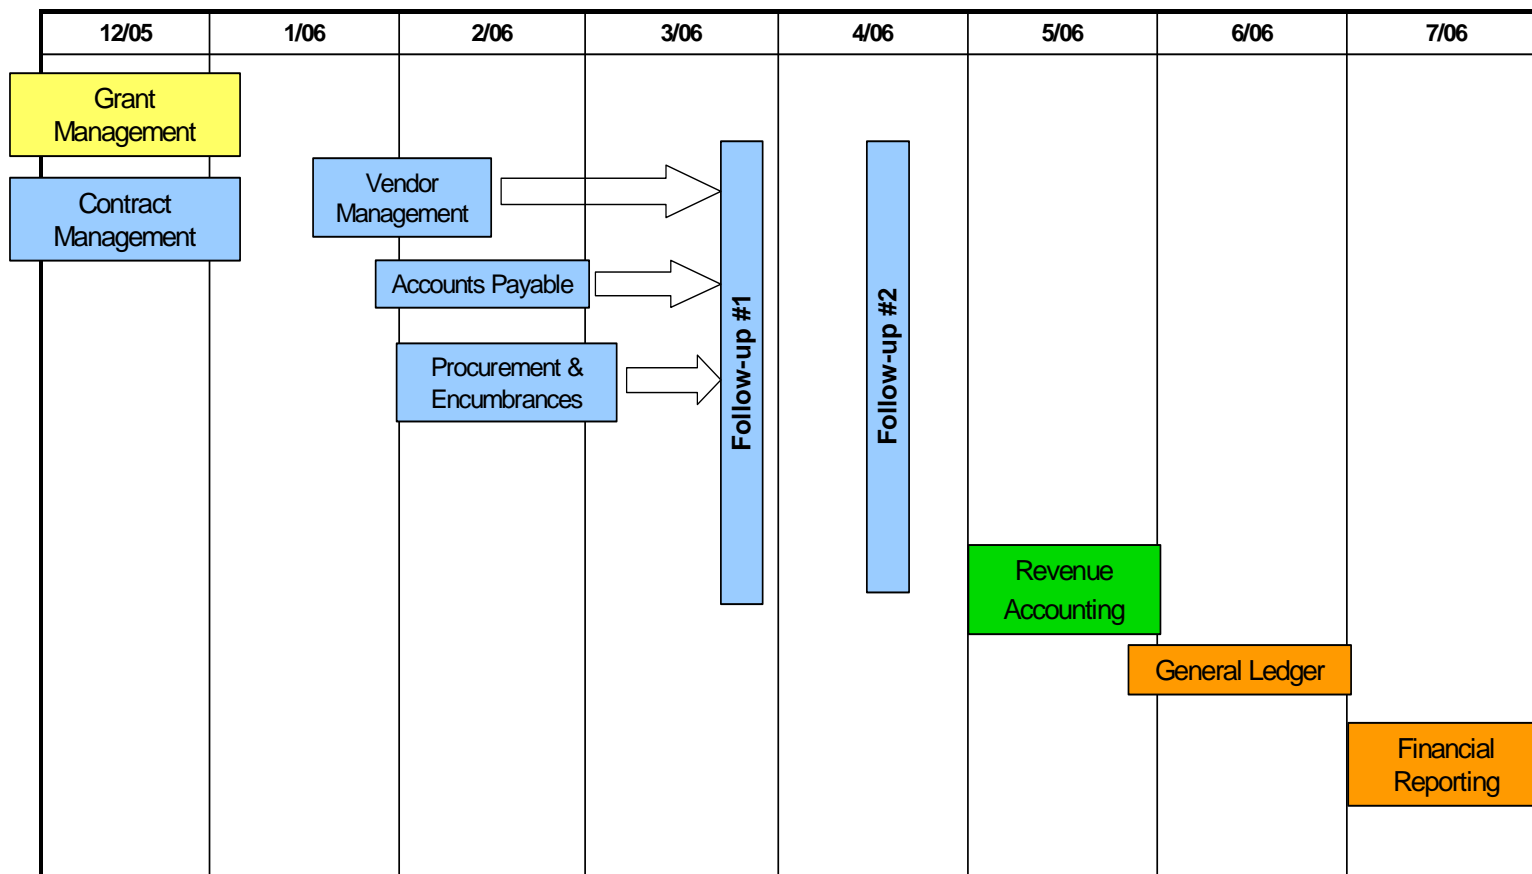 12/05 1/06 2/06 3/06 4/06 5/06 6/06 7/06
Grant
Management
Contract
Management
Vendor
Management
Accounts Payable
Procurement &
Encumbrances
Follow-up #1
Follow-up #2
Revenue
Accounting
General Ledger
Financial
Reporting